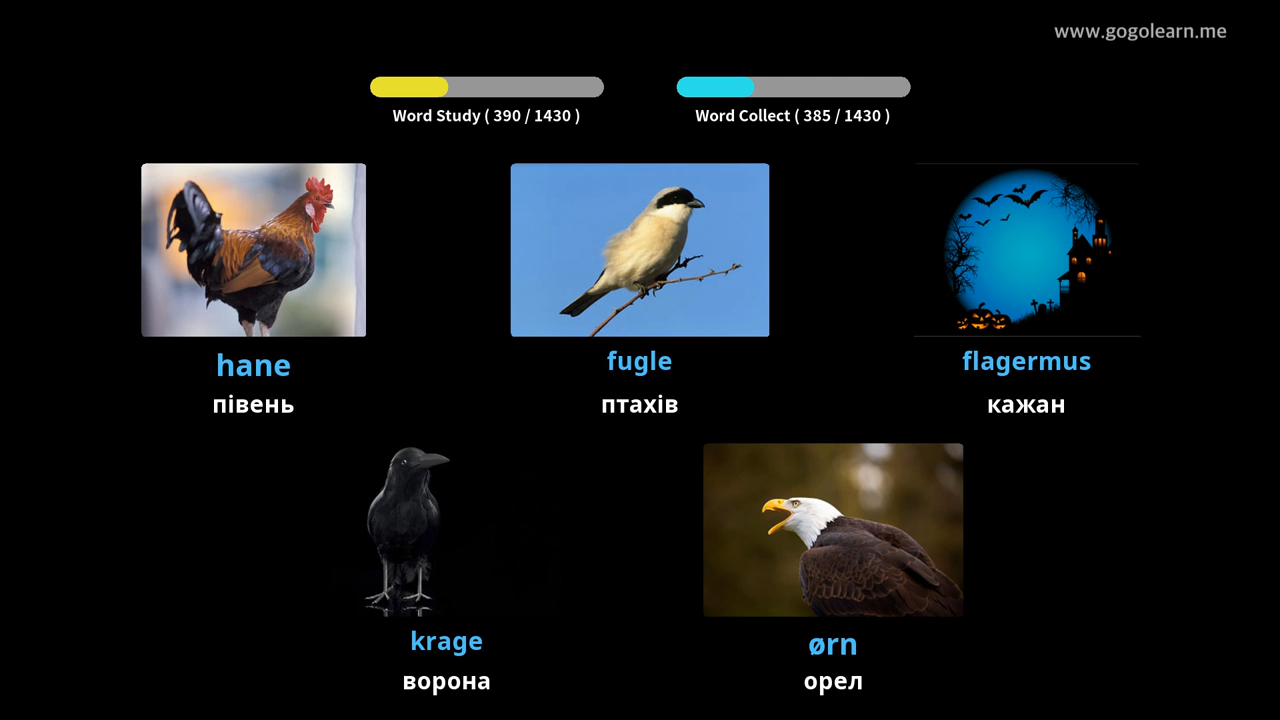 www.gogolearn.me
Word Study ( 390 / 1430 )
Word Collect ( 385 / 1430 )
hane
півень
fugle
птахів
flagermus
кажан
krage
ворона
ørn
орел